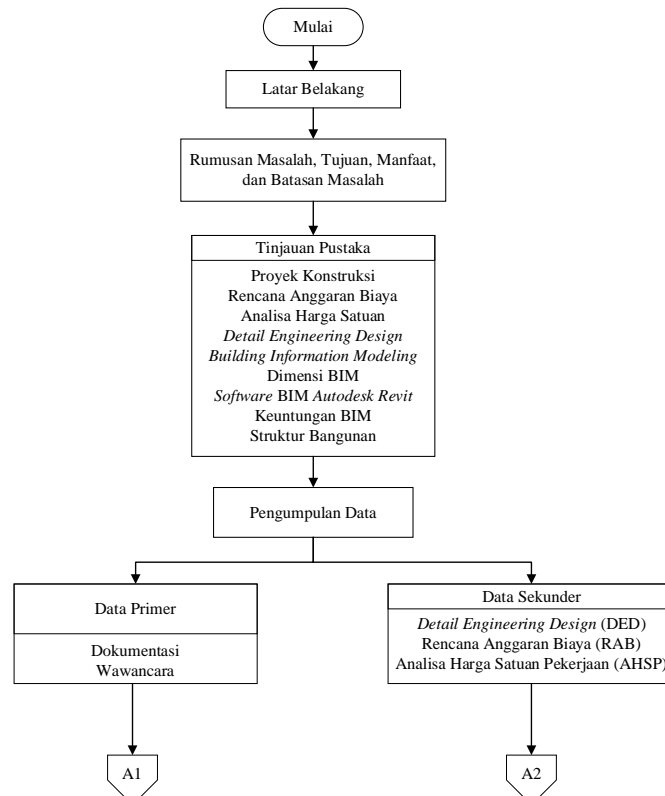 Mulai
Latar Belakang
Rumusan Masalah, Tujuan, Manfaat,
dan Batasan Masalah
Tinjauan Pustaka
Proyek Konstruksi
Rencana Anggaran Biaya
Analisa Harga Satuan
Detail Engineering Design
Building Information Modeling
Dimensi BIM
Software BIM Autodesk Revit
Keuntungan BIM
Struktur Bangunan
Pengumpulan Data
Data Primer
Dokumentasi
Wawancara
Data Sekunder
Detail Engineering Design (DED)
Rencana Anggaran Biaya (RAB)
Analisa Harga Satuan Pekerjaan (AHSP)
A1
A2